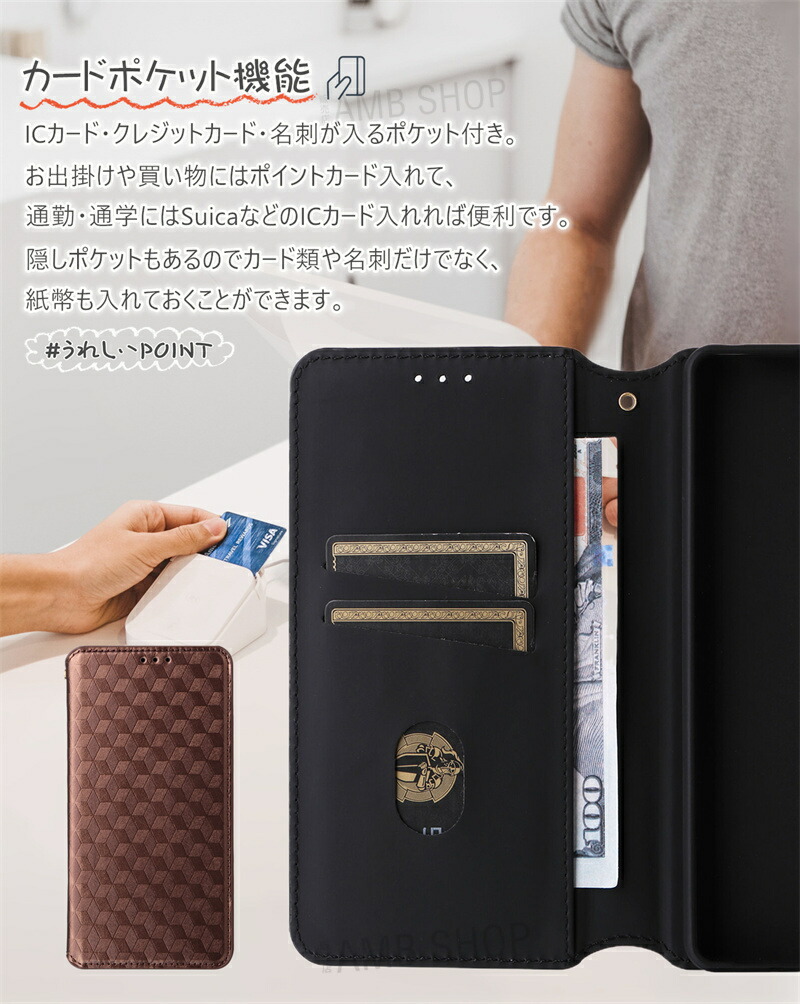 カードポケット機能
AMB SHOP
ICカード・クレジットカード・名刺が入るポケット付き。
お出掛けや買い物にはポイントカード入れて、
通勤・通学にはSuicaなどのICカード入れれば便利です。
隠しポケットもあるのでカード類や名刺だけでなく、
紙幣も入れておくことができます。
#うれしいPOINT
VISA
FRANKLIN
100
AMB SHOP